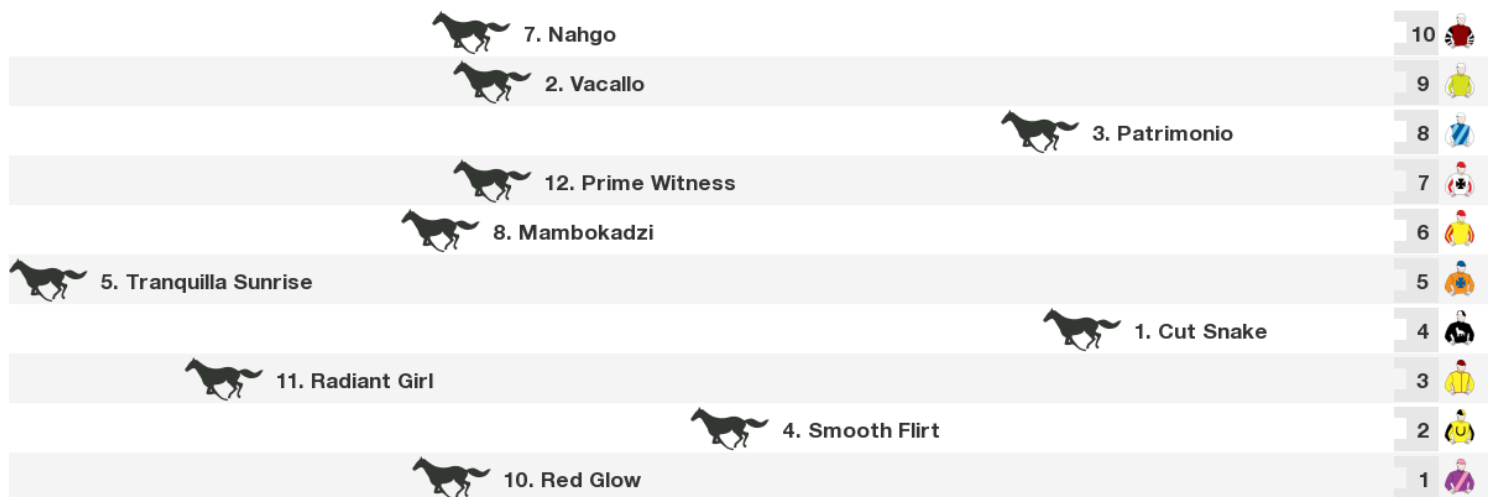 7. Nahgo 10
2. Vacallo 9
3. Patrimonio 8
12. Prime Witness 7
8. Mambokadzi 6
5. Tranquilla Sunrise 5
1. Cut Snake 4
11. Radiant Girl 3
4. Smooth Flirt 2
10. Red Glow 1